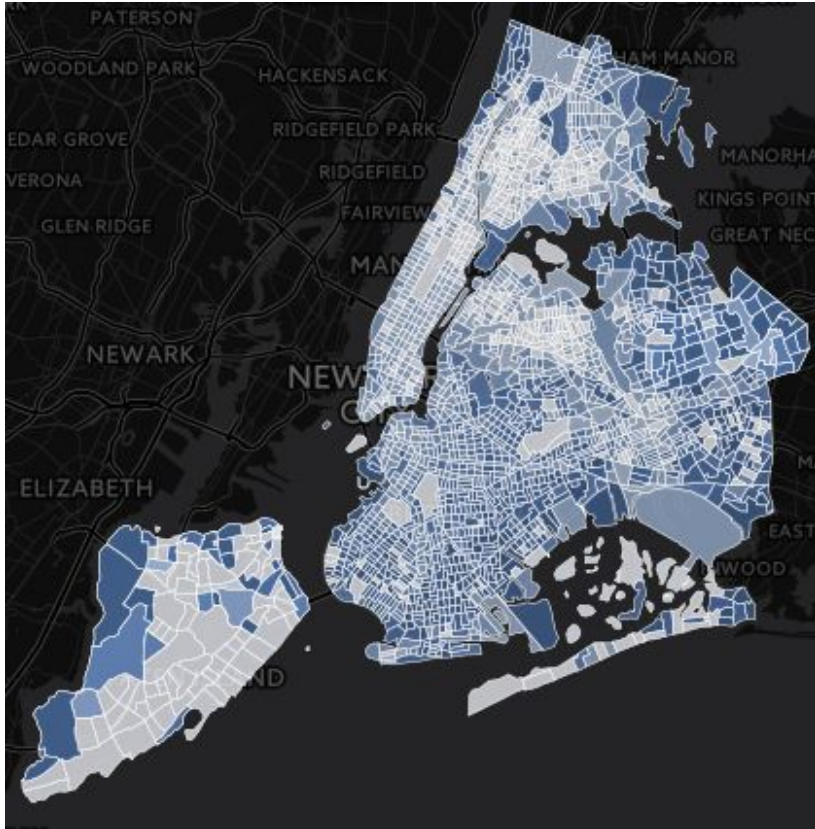 PATERSON
WOODLAND PARK
HAM MANOR
HACKENSACK
RIDGEFIELD PARK
EDAR GROVE
MANORHA
VERONA
RIDGEFIELD
KINGS POINT
GLEN RIDGE
FAIRVIEW
GREAT NEC
MAN
NEWARK
NEW
ELIZABETH
EAST
NWOOD
ND